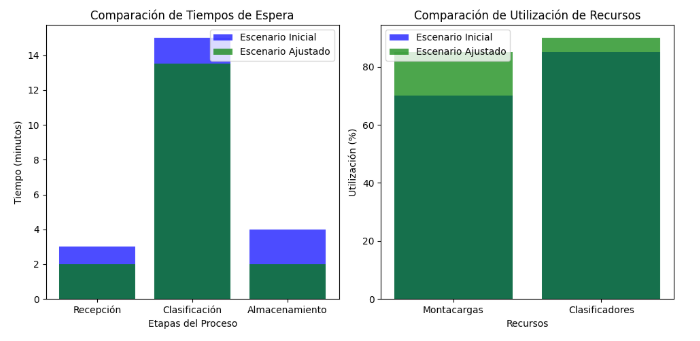 Comparación de Tiempos de Espera
Tiempo (minutos)
14
12
10
8
6
4
2
0
Escenario Inicial
Escenario Ajustado
Recepción
Clasificación
Almacenamiento
Etapas del Proceso
Comparación de Utilización de Recursos
Utilización (%)
80
60
40
20
0
Escenario Inicial
Escenario Ajustado
Montacargas
Clasificadores
Recursos